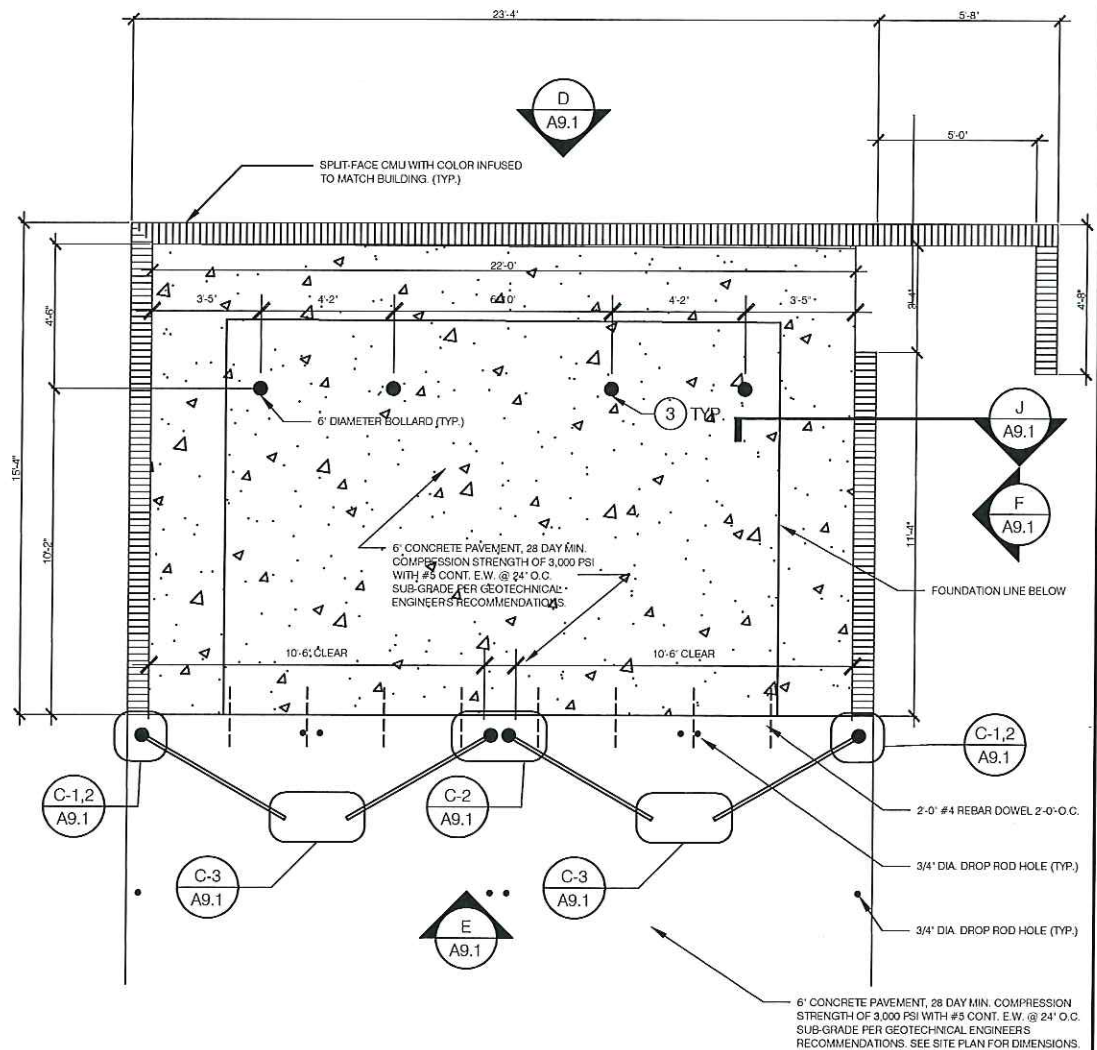 23'-4"
5'-8"
D
A9.1
5'-0"
SPLIT-FACE CMU WITH COLOR INFUSED
TO MATCH BUILDING. (TYP.)
22'-0"
3'-5"
4'-2"
6'-0"
4'-2"
3'-5"
4'-6"
3'-4"
4'-8"
6" DIAMETER BOLLARD (TYP.)
3
TYP.
J
A9.1
15'-4"
10'-2"
F
A9.1
11'-4"
6" CONCRETE PAVEMENT, 28 DAY MIN.
COMPRESSION STRENGTH OF 3,000 PSI
WITH #5 CONT. E.W. @ 24" O.C.
SUB-GRADE PER GEOTECHNICAL
ENGINEERS RECOMMENDATIONS.
FOUNDATION LINE BELOW
10'-6" CLEAR
10'-6" CLEAR
C-1,2
A9.1
C-1,2
A9.1
C-2
A9.1
2'-0" #4 REBAR DOWEL 2'-0" O.C.
3/4" DIA. DROP ROD HOLE (TYP.)
C-3
A9.1
C-3
A9.1
E
A9.1
3/4" DIA. DROP ROD HOLE (TYP.)
6" CONCRETE PAVEMENT, 28 DAY MIN. COMPRESSION
STRENGTH OF 3,000 PSI WITH #5 CONT. E.W. @ 24" O.C.
SUB-GRADE PER GEOTECHNICAL ENGINEERS
RECOMMENDATIONS. SEE SITE PLAN FOR DIMENSIONS.